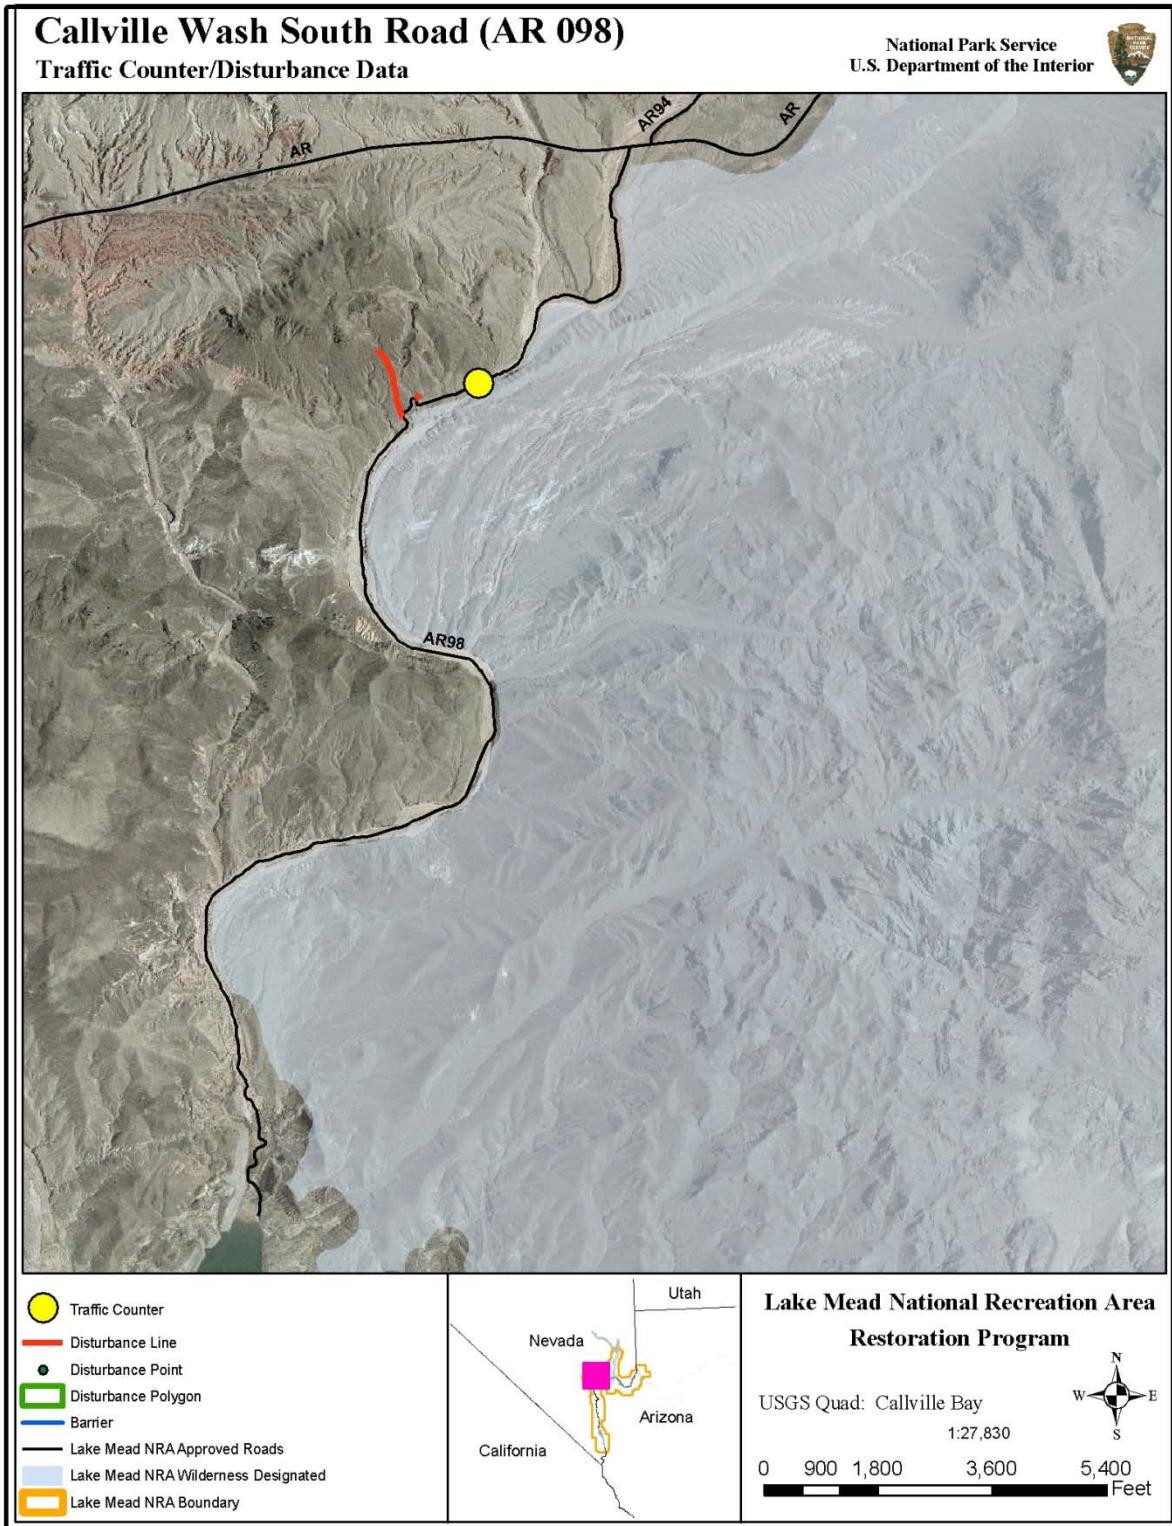 Callville Wash South Road (AR 098)
Traffic Counter/Disturbance Data
National Park Service
U.S. Department of the Interior
NATIONAL
PARK
SERVICE
AR
AR94
AR
AR98
Traffic Counter
Disturbance Line
Disturbance Point
Disturbance Polygon
Barrier
Lake Mead NRA Approved Roads
Lake Mead NRA Wilderness Designated
Lake Mead NRA Boundary
Utah
Nevada
Arizona
California
Lake Mead National Recreation Area
Restoration Program
USGS Quad: Callville Bay
1:27,830
N
W E
S
0 900 1,800 3,600 5,400
Feet